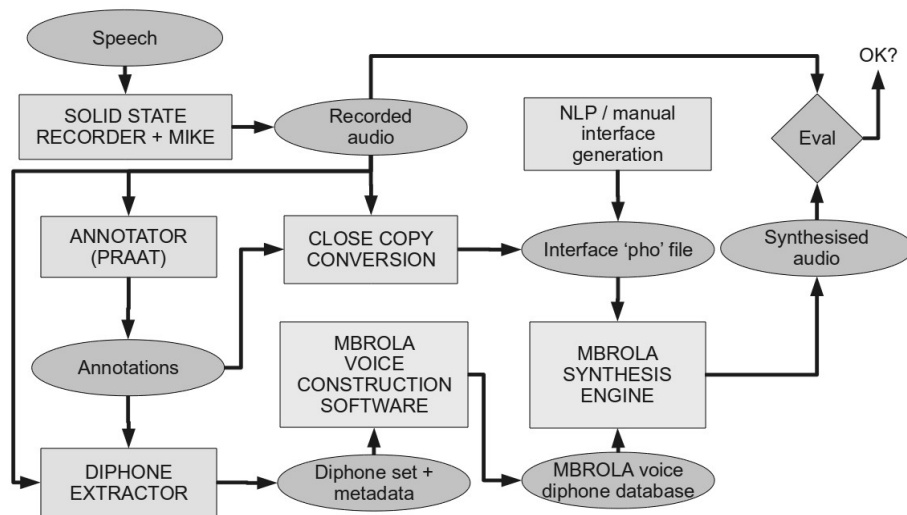 Speech
OK?
SOLID STATE
RECORDER + MIKE
Recorded
audio
NLP / manual
interface
generation
Eval
ANNOTATOR
(PRAAT)
CLOSE COPY
CONVERSION
Interface ‘pho’ file
Synthesised
audio
Annotations
MBROLA
VOICE
CONSTRUCTION
SOFTWARE
MBROLA
SYNTHESIS
ENGINE
DIPHONE
EXTRACTOR
Diphone set +
metadata
MBROLA voice
diphone database